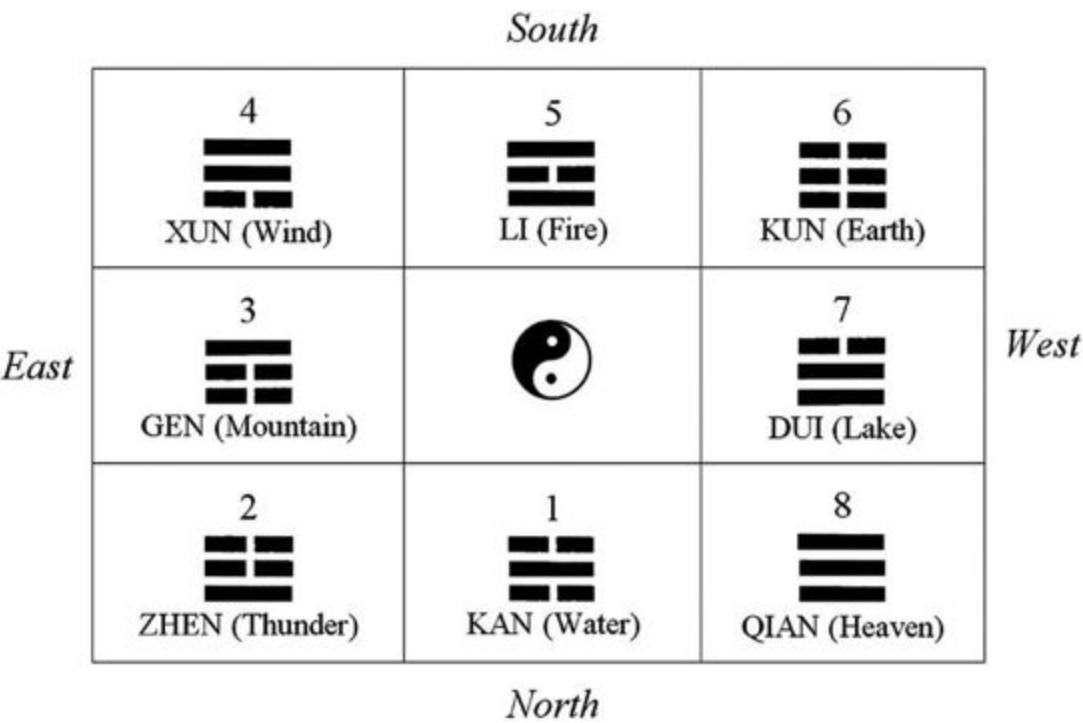 South
4
XUN (Wind)
5
LI (Fire)
6
KUN (Earth)
East
3
GEN (Mountain)
7
DUI (Lake)
West
2
ZHEN (Thunder)
1
KAN (Water)
8
QIAN (Heaven)
North